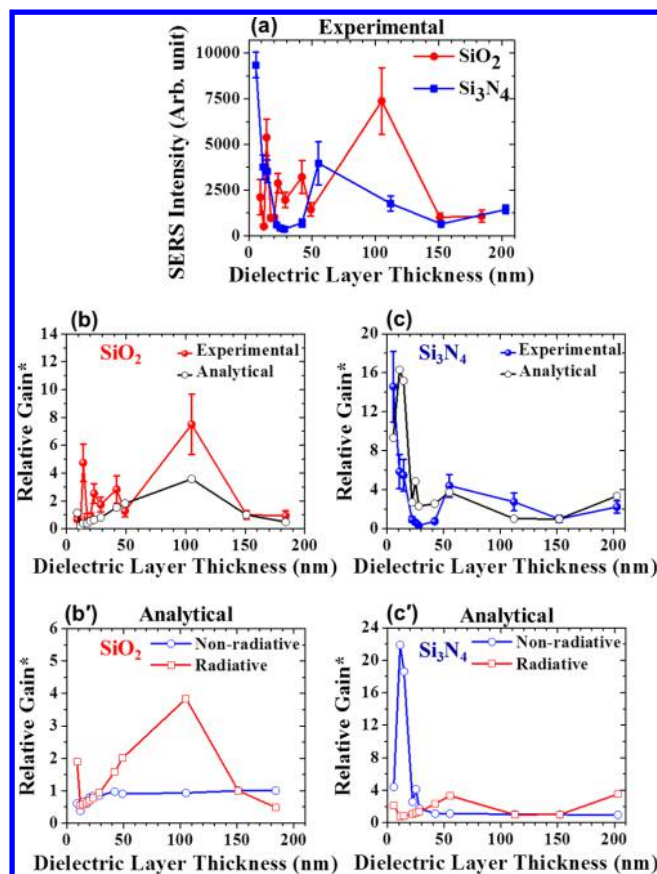 (a) Experimental
SERS Intensity (Arb. unit)
10000
7500
5000
2500
0
SiO2
Si3N4
0 50 100 150 200
Dielectric Layer Thickness (nm)
(b)
SiO2
Experimental
Analytical
Relative Gain*
14
12
10
8
6
4
2
0
0 50 100 150 200
Dielectric Layer Thickness (nm)
(c)
Si3N4
Experimental
Analytical
Relative Gain*
20
16
12
8
4
0
0 50 100 150 200
Dielectric Layer Thickness (nm)
(b′) Analytical
SiO2
Non-radiative
Radiative
Relative Gain*
6
5
4
3
2
1
0
0 50 100 150 200
Dielectric Layer Thickness (nm)
(c′) Analytical
Si3N4
Non-radiative
Radiative
Relative Gain*
24
20
16
12
8
4
0
0 50 100 150 200
Dielectric Layer Thickness (nm)